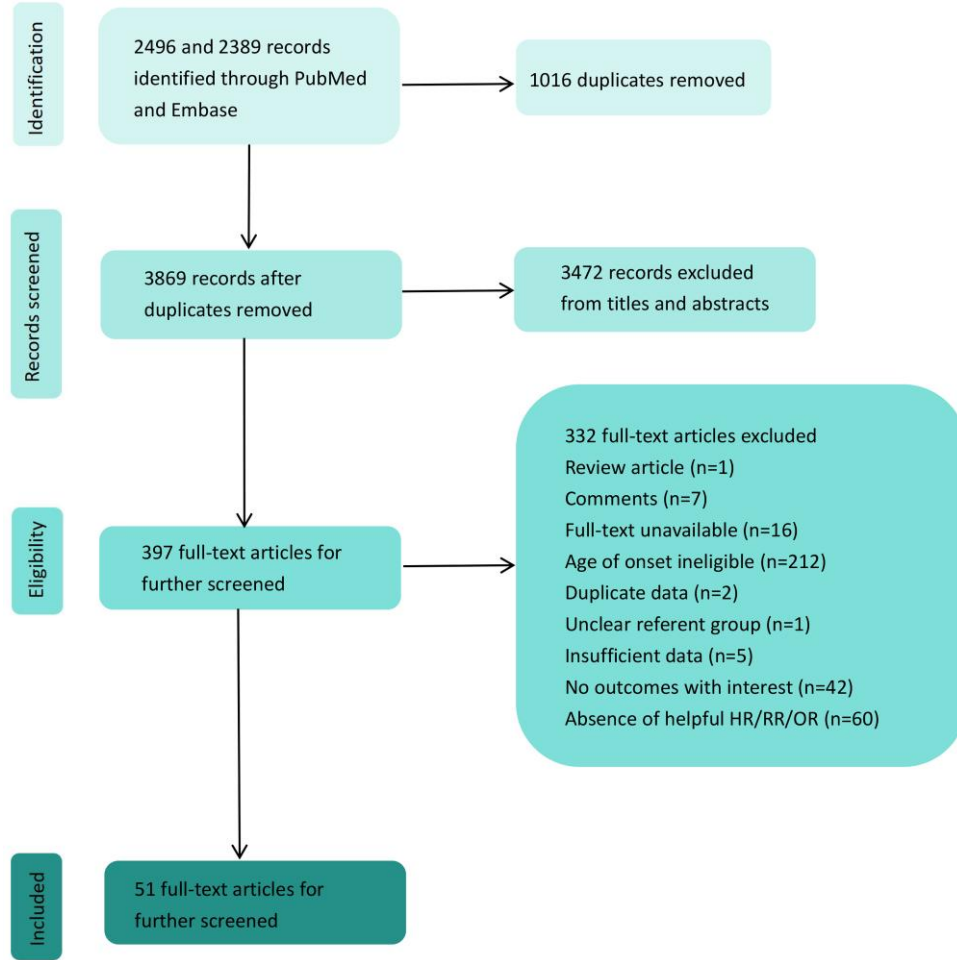 Identification
2496 and 2389 records
identified through PubMed
and Embase
1016 duplicates removed
Records screened
3869 records after
duplicates removed
3472 records excluded
from titles and abstracts
Eligibility
397 full-text articles for
further screened
332 full-text articles excluded
Review article (n=1)
Comments (n=7)
Full-text unavailable (n=16)
Age of onset ineligible (n=212)
Duplicate data (n=2)
Unclear referent group (n=1)
Insufficient data (n=5)
No outcomes with interest (n=42)
Absence of helpful HR/RR/OR (n=60)
Included
51 full-text articles for
further screened